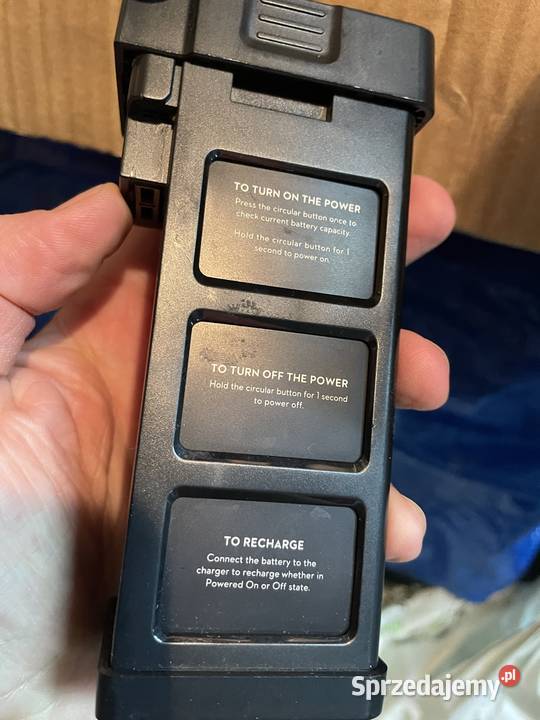 TO TURN ON THE POWER
Press the circular button once to
check current battery capacity.
Hold the circular button for 1
second to power on.
TO TURN OFF THE POWER
Hold the circular button for 1 second
to power off.
TO RECHARGE
Connect the battery to the
charger to recharge whether in
Powered On or Off state.
Sprzedajemy.pl